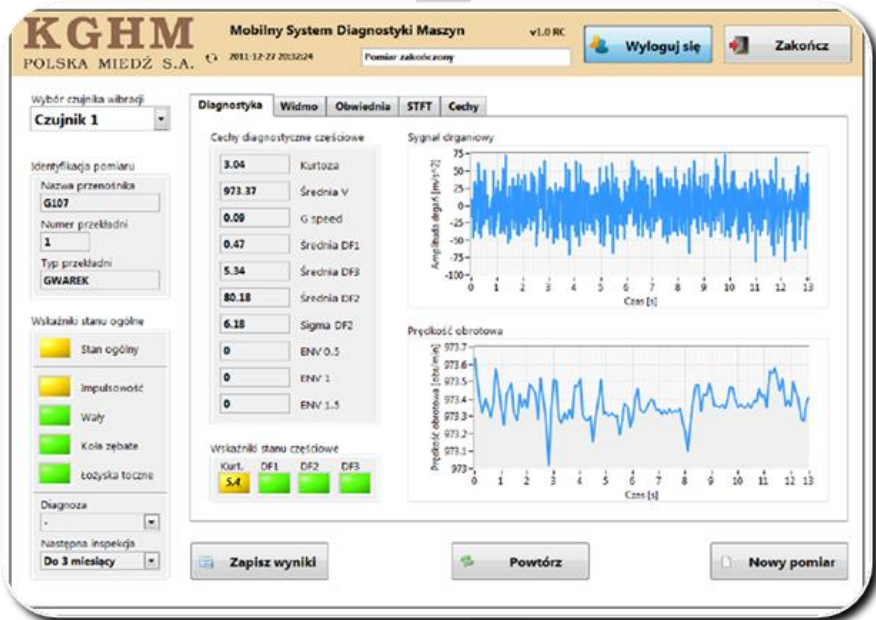 KGHM
POLSKA MIEDŹ S.A.
Mobilny System Diagnostyki Maszyn
v1.0 RC
2011-12-27 20:32:24
Pomiar zakończony
Wyloguj się
Zakończ
Wybór czujnika wibracji
Czujnik 1
Identyfikacja pomiaru
Nazwa przenośnika
G107
Numer przekładni
1
Typ przekładni
GWAREK
Wskaźniki stanu ogólne
Stan ogólny
Impulsowość
Wały
Koła zębate
Łożyska toczne
Diagnoza
-
Następna inspekcja
Do 3 miesięcy
Diagnostyka Widmo Obwiednia STFT Cechy
Cechy diagnostyczne częściowe
3.04 Kurtoza
973.37 Średnia V
0.09 G speed
0.47 Średnia DF1
5.34 Średnia DF3
80.18 Średnia DF2
6.18 Sigma DF2
0 ENV 0.5
0 ENV 1
0 ENV 1.5
Wskaźniki stanu częściowe
Kurt. DF1 DF2 DF3
5.4
Sygnał drganiowy
Amplituda drgań [m/s^2]
75
50
25
0
-25
-50
-75
-100
0 1 2 3 4 5 6 7 8 9 10 11 12 13
Czas [s]
Prędkość obrotowa
Prędkość obrotowa [obr/min]
973.7
973.6
973.5
973.4
973.3
973.2
973.1
973
0 1 2 3 4 5 6 7 8 9 10 11 12 13
Czas [s]
Zapisz wyniki
Powtórz
Nowy pomiar